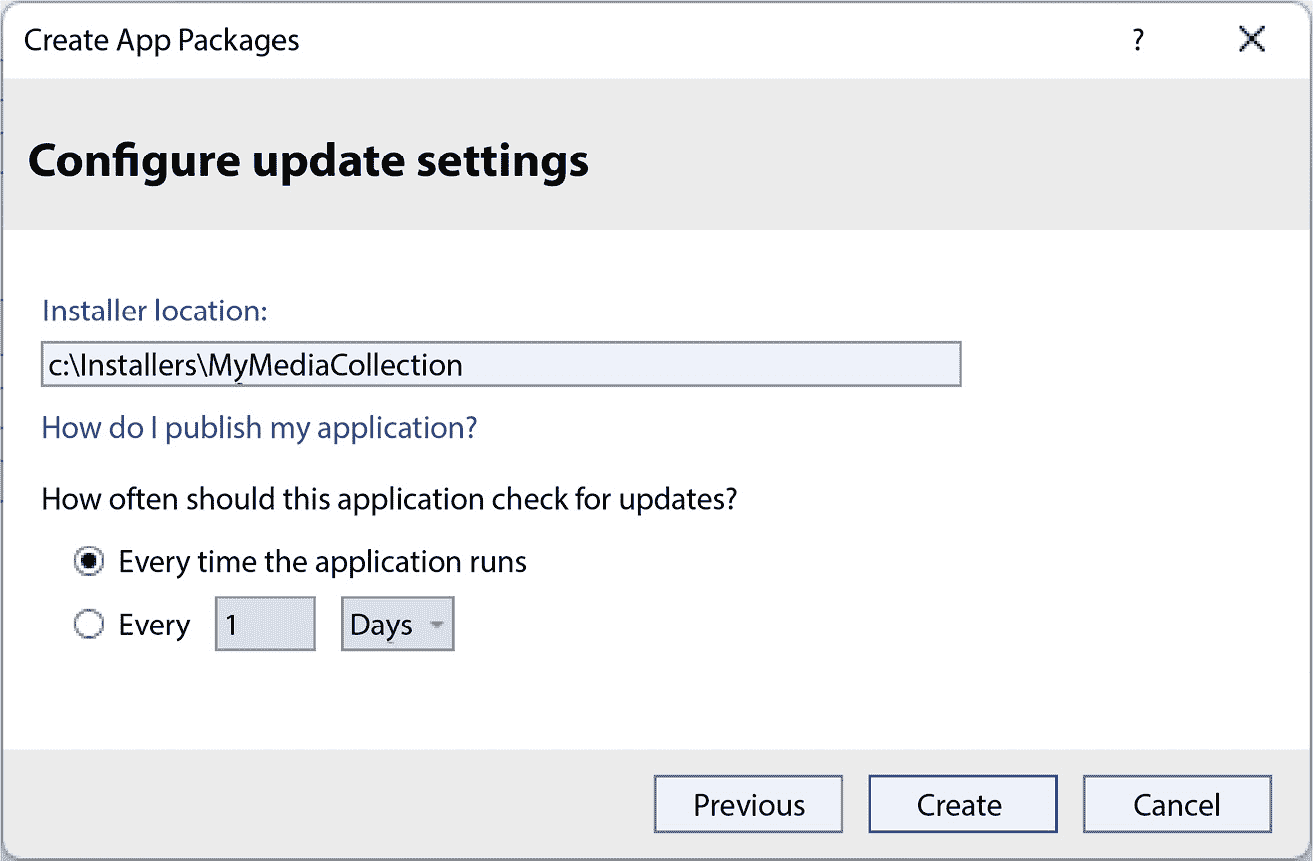 Create App Packages ?
Configure update settings
Installer location:
c:\Installers\MyMediaCollection
How do I publish my application?
How often should this application check for updates?
Every time the application runs
Every 1 Days
Previous Create Cancel